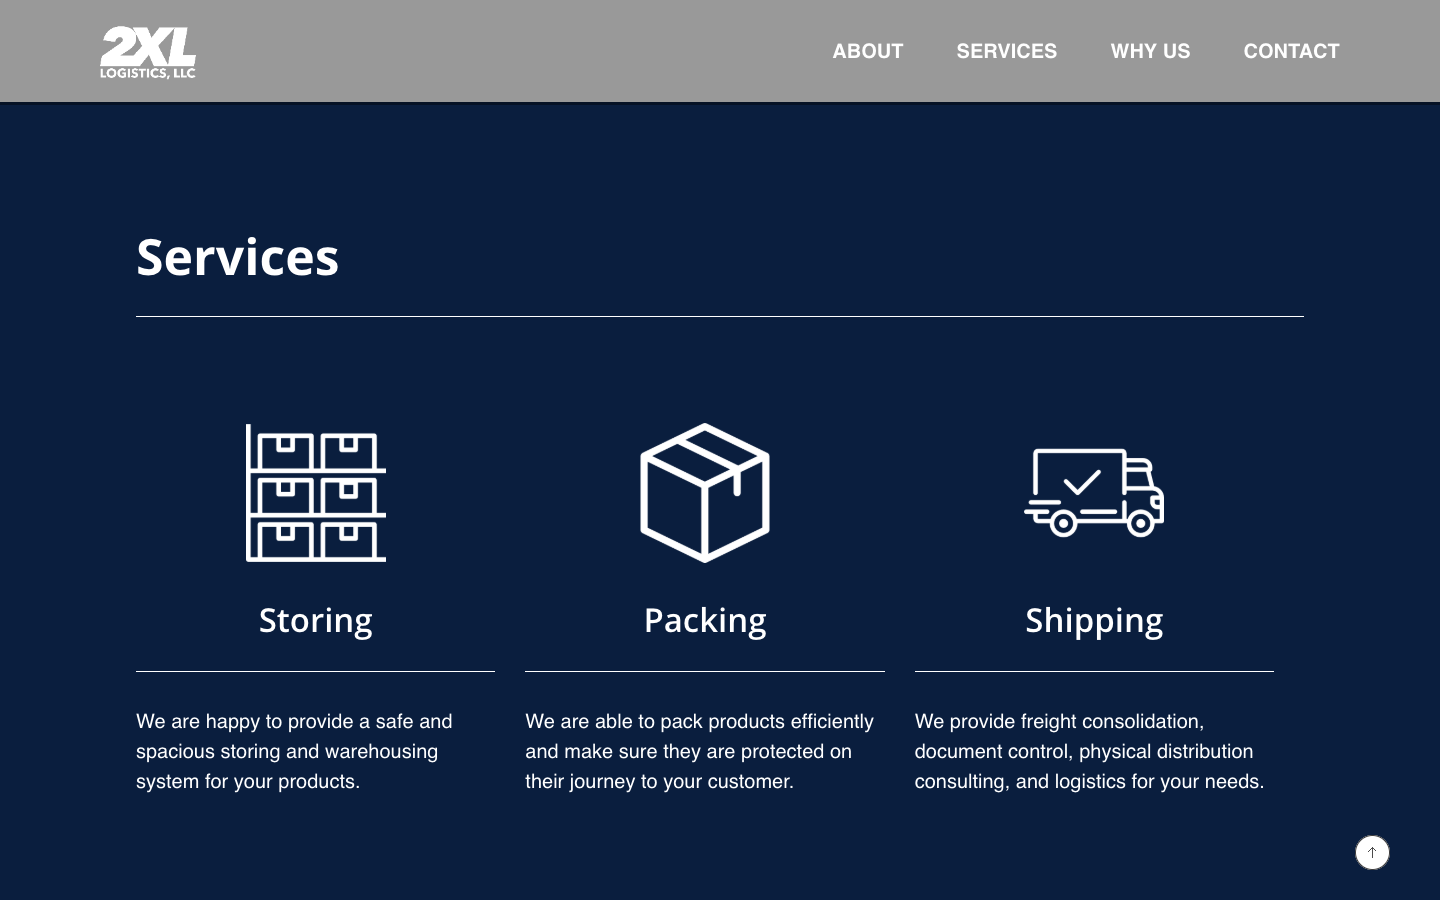 2XL
LOGISTICS, LLC
ABOUT
SERVICES
WHY US
CONTACT
Services
Storing
We are happy to provide a safe and
spacious storing and warehousing
system for your products.
Packing
We are able to pack products efficiently
and make sure they are protected on
their journey to your customer.
Shipping
We provide freight consolidation,
document control, physical distribution
consulting, and logistics for your needs.